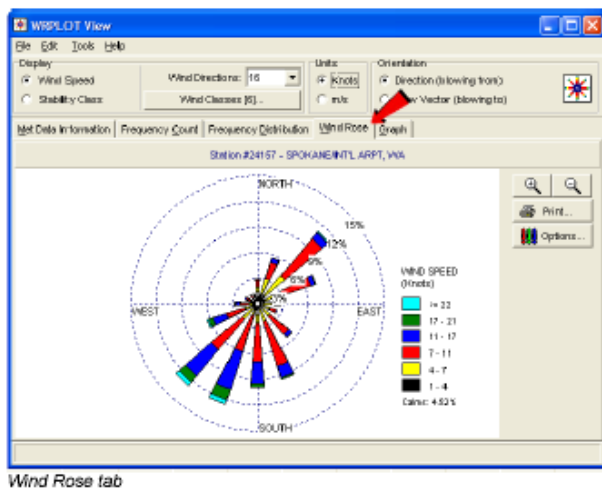 WRPLOT View
File Edit Tools Help
Display
Wind Speed
Stability Class
Wind Directions: 16
Wind Classes [6]...
Units
Knots
m/s
Orientation
Direction (blowing from)
Vector (blowing to)
Met Data Information Frequency Count Frequency Distribution Wind Rose Graph
Station #24157 - SPOKANE/INT'L ARPT, WA
NORTH
15%
12%
9%
6%
3%
WEST
EAST
SOUTH
WIND SPEED
(Knots)
>= 22
17 - 21
11 - 17
7 - 11
4 - 7
1 - 4
Calms: 4.92%
Print...
Options...
Wind Rose tab